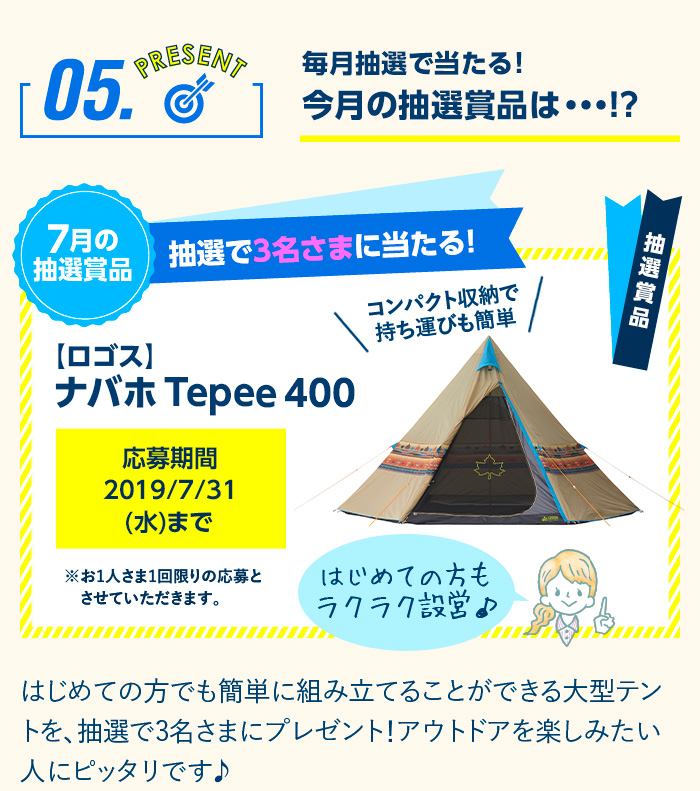 05.
PRESENT
毎月抽選で当たる!
今月の抽選賞品は・・・!?
7月の
抽選賞品
抽選で3名さまに当たる!
抽選賞品
コンパクト収納で
持ち運びも簡単
【ロゴス】
ナバホ Tepee 400
応募期間
2019/7/31
(水)まで
※お1人さま1回限りの応募と
させていただきます。
はじめての方も
ラクラク設営♪
はじめての方でも簡単に組み立てることができる大型テン
トを、抽選で3名さまにプレゼント!アウトドアを楽しみたい
人にピッタリです♪